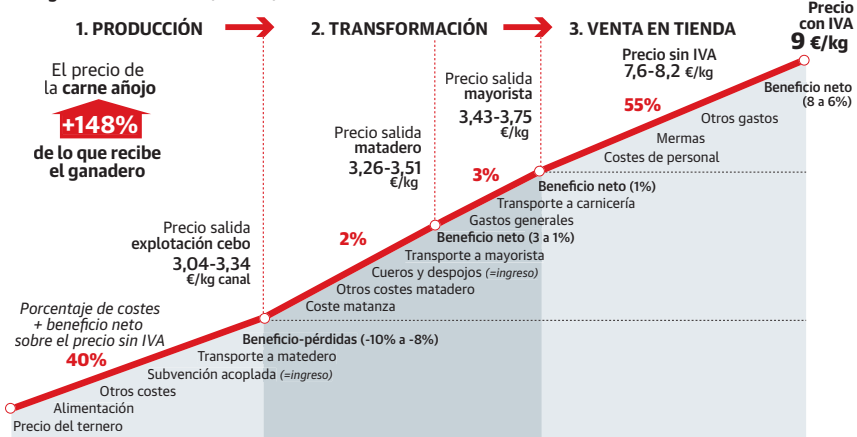 1. PRODUCCIÓN
2. TRANSFORMACIÓN
3. VENTA EN TIENDA
Precio
con IVA
9 €/kg
El precio de
la carne añojo
+148%
de lo que recibe
el ganadero
Precio salida
explotación cebo
3,04-3,34
€/kg canal
Precio salida
matadero
3,26-3,51
€/kg
Precio salida
mayorista
3,43-3,75
€/kg
Precio sin IVA
7,6-8,2 €/kg
Porcentaje de costes
+ beneficio neto
sobre el precio sin IVA
40%
2%
3%
55%
Beneficio neto
(8 a 6%)
Otros gastos
Mermas
Costes de personal
Beneficio neto (1%)
Transporte a carnicería
Gastos generales
Beneficio neto (3 a 1%)
Transporte a mayorista
Cueros y despojos (=ingreso)
Otros costes matadero
Coste matanza
Beneficio-pérdidas (-10% a -8%)
Transporte a matedero
Subvención acoplada (=ingreso)
Otros costes
Alimentación
Precio del ternero